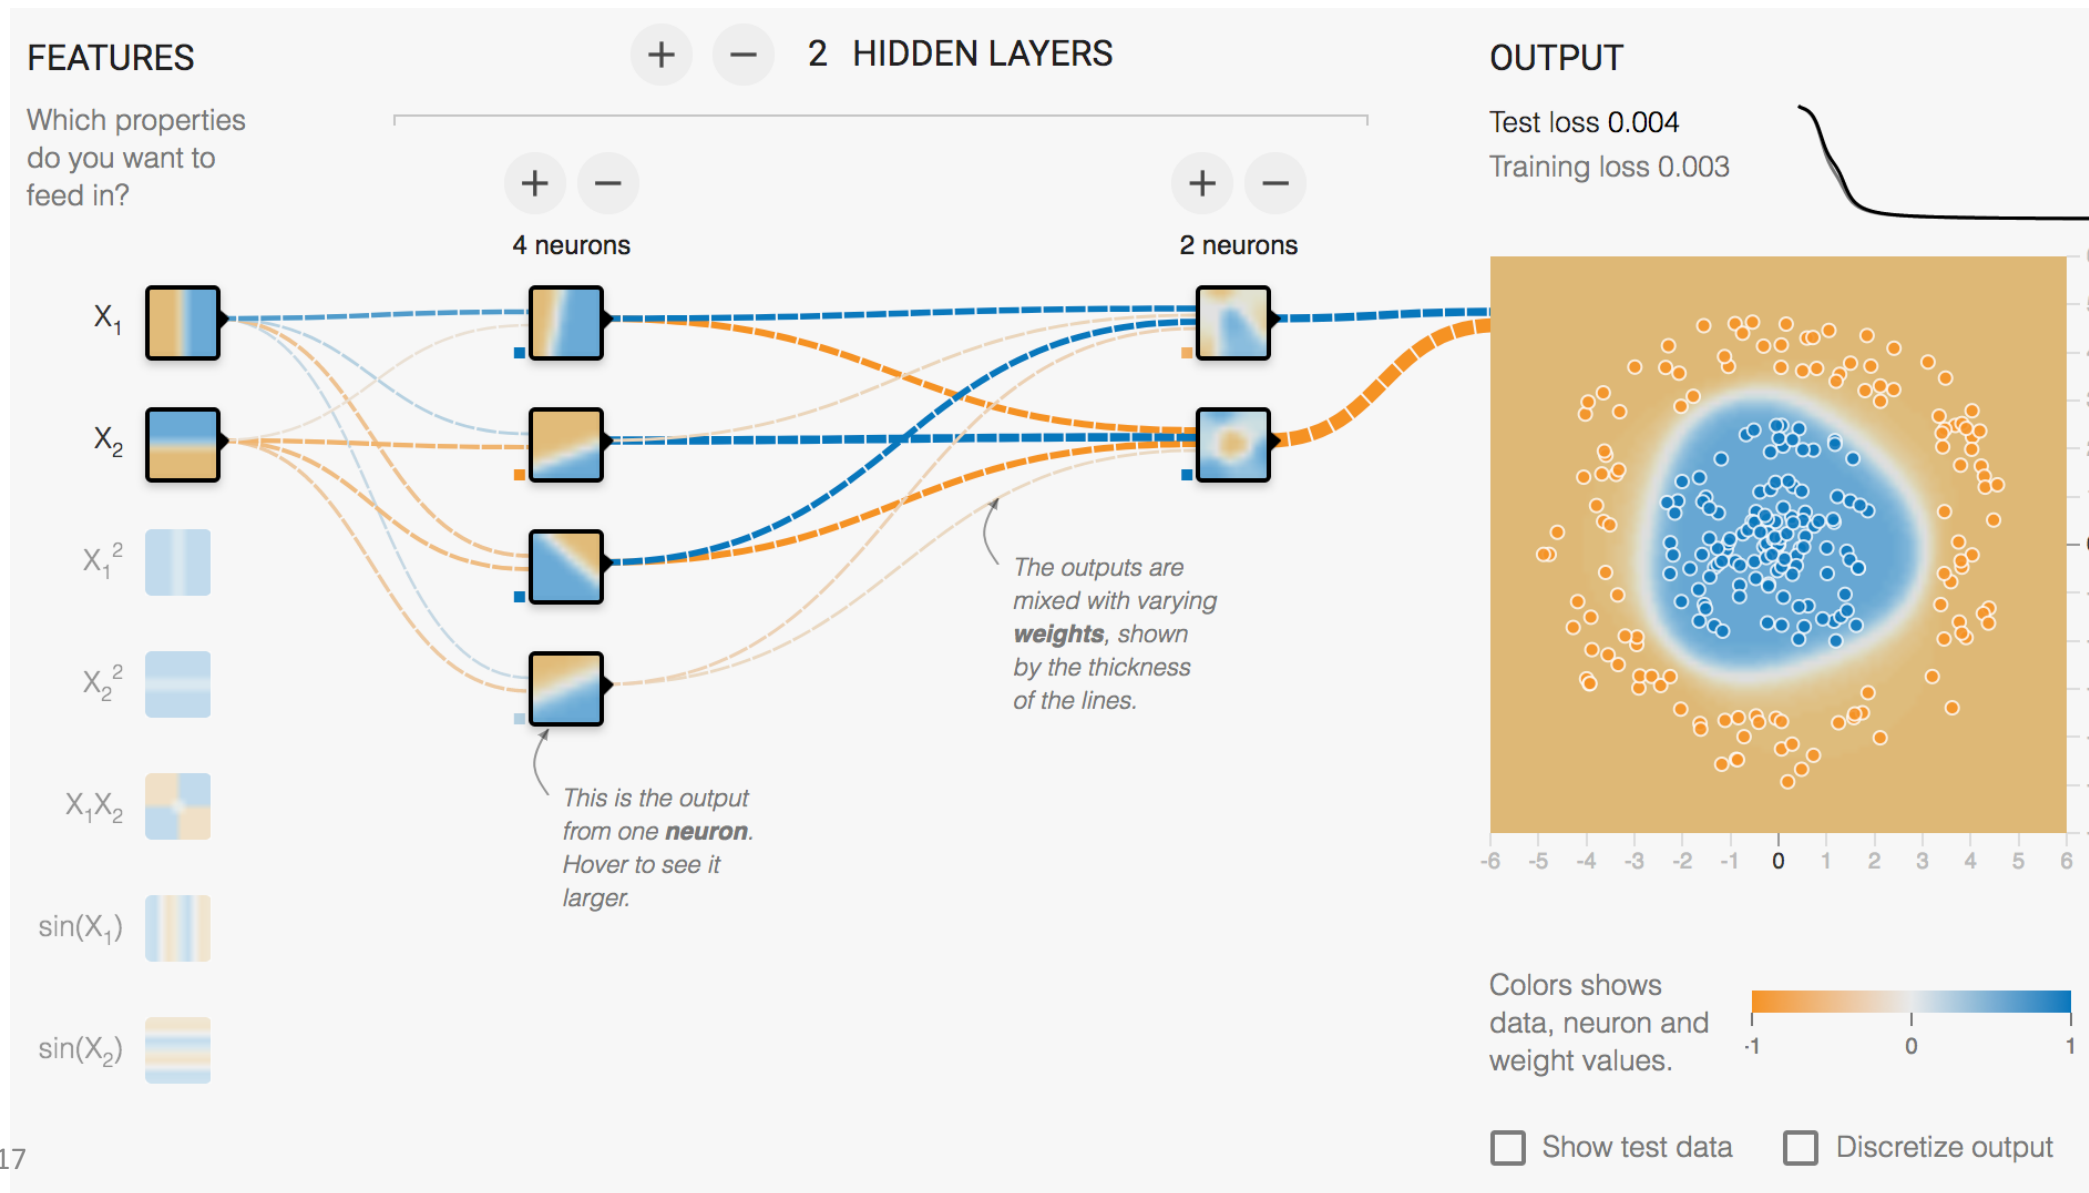 FEATURES
Which properties
do you want to
feed in?
X1
X2
X1²
X2²
X1X2
sin(X1)
sin(X2)
17
+ − 2 HIDDEN LAYERS
+ −
4 neurons
+ −
2 neurons
This is the output
from one neuron.
Hover to see it
larger.
The outputs are
mixed with varying
weights, shown
by the thickness
of the lines.
OUTPUT
Test loss 0.004
Training loss 0.003
-6 -5 -4 -3 -2 -1 0 1 2 3 4 5 6
Colors shows
data, neuron and
weight values.
-1 0 1
Show test data
Discretize output